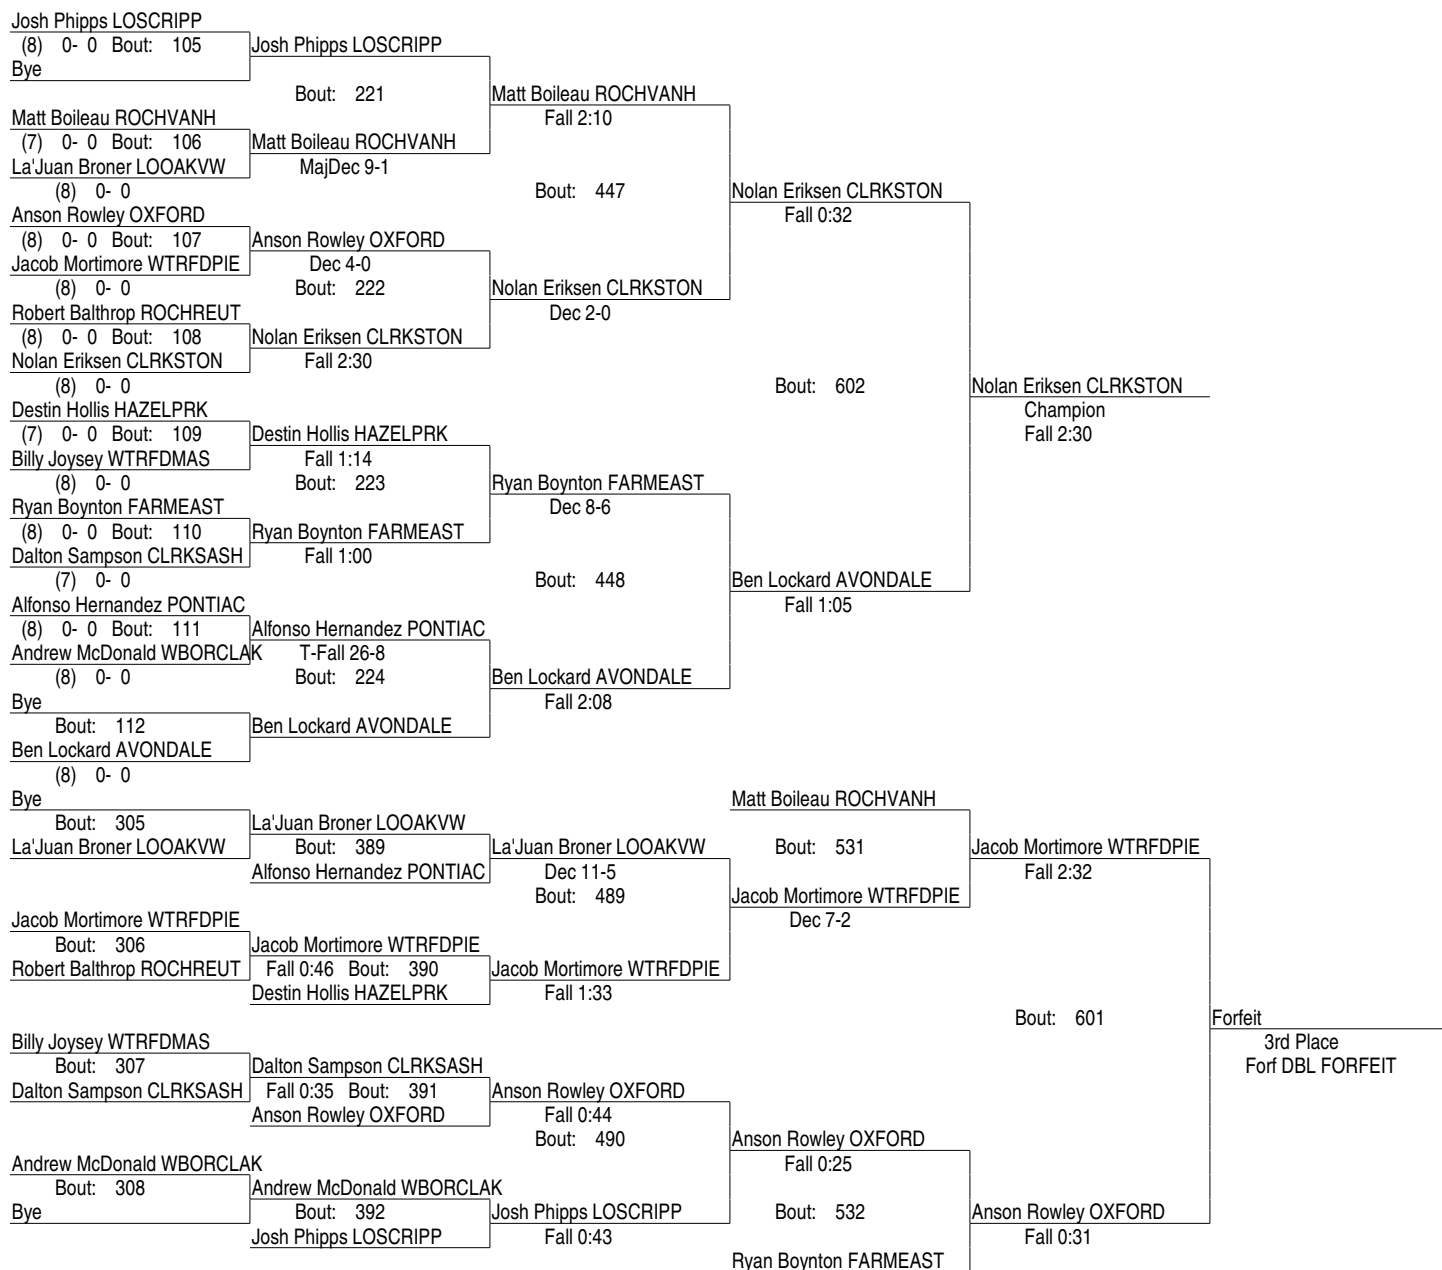 Josh Phipps LOSCRIPP
(8) 0- 0 Bout: 105 Josh Phipps LOSCRIPP
Bye
Bout: 221 Matt Boileau ROCHVANH
Matt Boileau ROCHVANH Fall 2:10
(7) 0- 0 Bout: 106 Matt Boileau ROCHVANH
La'Juan Broner LOOAKVW MajDec 9-1
(8) 0- 0 Bout: 447 Nolan Eriksen CLRKSTON
Anson Rowley OXFORD Fall 0:32
(8) 0- 0 Bout: 107 Anson Rowley OXFORD
Jacob Mortimore WTRFDPIE Dec 4-0
(8) 0- 0 Bout: 222 Nolan Eriksen CLRKSTON
Robert Balthrop ROCHREUT Dec 2-0
(8) 0- 0 Bout: 108 Nolan Eriksen CLRKSTON
Nolan Eriksen CLRKSTON Fall 2:30
(8) 0- 0 Bout: 602 Nolan Eriksen CLRKSTON
Destin Hollis HAZELPRK Champion
(7) 0- 0 Bout: 109 Destin Hollis HAZELPRK Fall 2:30
Billy Joysey WTRFDMAS Fall 1:14
(8) 0- 0 Bout: 223 Ryan Boynton FARMEAST
Ryan Boynton FARMEAST Dec 8-6
(8) 0- 0 Bout: 110 Ryan Boynton FARMEAST
Dalton Sampson CLRKSASH Fall 1:00
(7) 0- 0 Bout: 448 Ben Lockard AVONDALE
Alfonso Hernandez PONTIAC Fall 1:05
(8) 0- 0 Bout: 111 Alfonso Hernandez PONTIAC
Andrew McDonald WBORCLAK T-Fall 26-8
(8) 0- 0 Bout: 224 Ben Lockard AVONDALE
Bye Fall 2:08
Bout: 112 Ben Lockard AVONDALE
Ben Lockard AVONDALE
(8) 0- 0
Bye Matt Boileau ROCHVANH
Bout: 305 La'Juan Broner LOOAKVW
La'Juan Broner LOOAKVW Bout: 389 La'Juan Broner LOOAKVW Bout: 531 Jacob Mortimore WTRFDPIE
Alfonso Hernandez PONTIAC Dec 11-5 Fall 2:32
Bout: 489 Jacob Mortimore WTRFDPIE
Jacob Mortimore WTRFDPIE Dec 7-2
Bout: 306 Jacob Mortimore WTRFDPIE
Robert Balthrop ROCHREUT Fall 0:46 Bout: 390 Jacob Mortimore WTRFDPIE
Destin Hollis HAZELPRK Fall 1:33
Bout: 601 Forfeit
Billy Joysey WTRFDMAS 3rd Place
Bout: 307 Dalton Sampson CLRKSASH Forf DBL FORFEIT
Dalton Sampson CLRKSASH Fall 0:35 Bout: 391 Anson Rowley OXFORD
Anson Rowley OXFORD Fall 0:44
Bout: 490 Anson Rowley OXFORD
Andrew McDonald WBORCLAK Fall 0:25
Bout: 308 Andrew McDonald WBORCLAK
Bye Bout: 392 Josh Phipps LOSCRIPP Bout: 532 Anson Rowley OXFORD
Josh Phipps LOSCRIPP Fall 0:43 Fall 0:31
Ryan Boynton FARMEAST